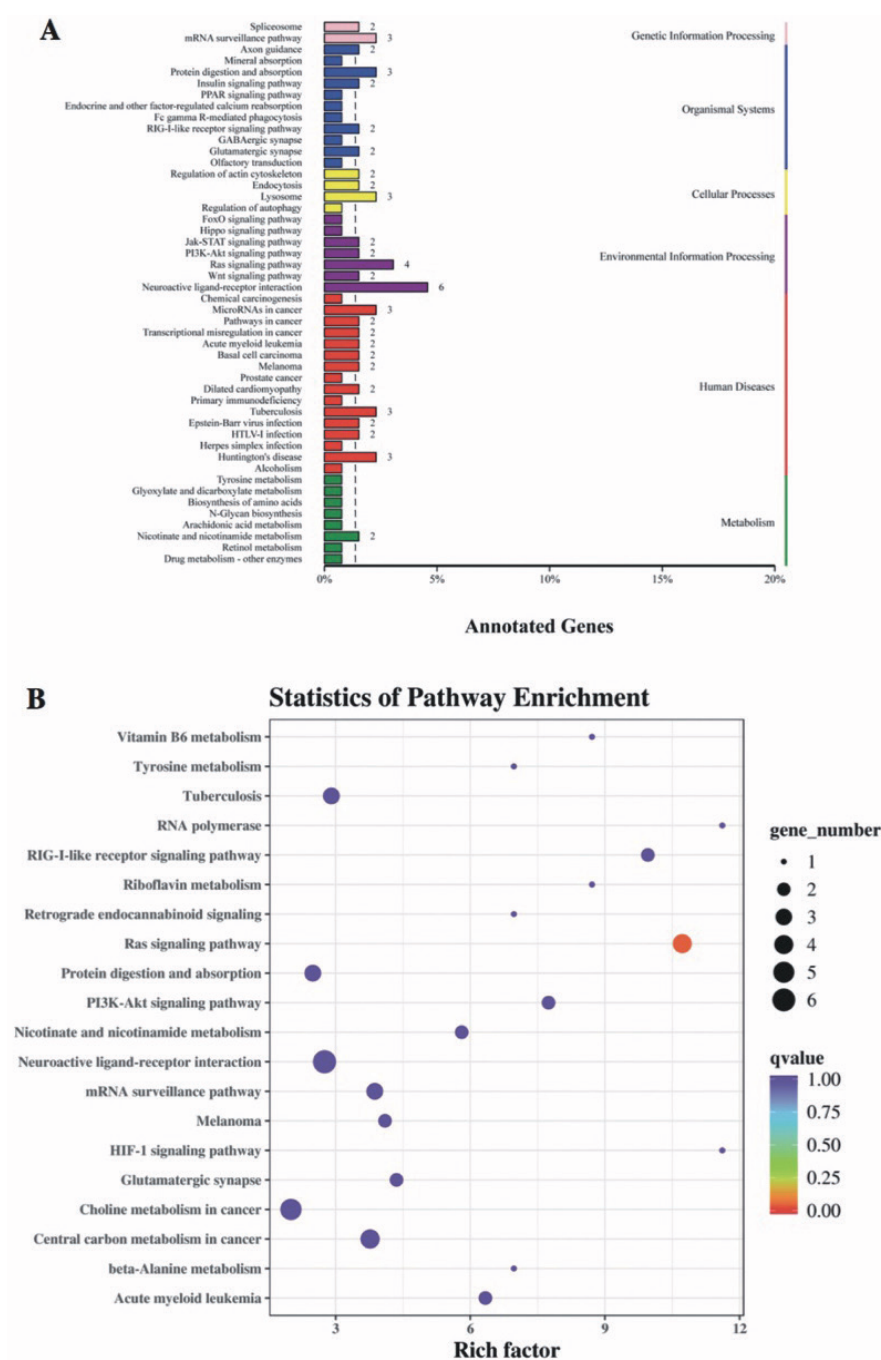 A
Spliceosome 2
mRNA surveillance pathway 3
Axon guidance 2
Mineral absorption 1
Protein digestion and absorption 3
Insulin signaling pathway 2
PPAR signaling pathway 1
Endocrine and other factor-regulated calcium reabsorption 1
Fc gamma R-mediated phagocytosis 1
RIG-I-like receptor signaling pathway 2
GABAergic synapse 1
Glutamatergic synapse 2
Olfactory transduction 1
Regulation of actin cytoskeleton 2
Endocytosis 2
Lysosome 3
Regulation of autophagy 1
FoxO signaling pathway 1
Hippo signaling pathway 1
Jak-STAT signaling pathway 2
PI3K-Akt signaling pathway 2
Ras signaling pathway 4
Wnt signaling pathway 2
Neuroactive ligand-receptor interaction 6
Chemical carcinogenesis 1
MicroRNAs in cancer 3
Pathways in cancer 2
Transcriptional misregulation in cancer 2
Acute myeloid leukemia 2
Basal cell carcinoma 2
Melanoma 2
Prostate cancer 1
Dilated cardiomyopathy 2
Primary immunodeficiency 1
Tuberculosis 3
Epstein-Barr virus infection 2
HTLV-I infection 2
Herpes simplex infection 1
Huntington's disease 3
Alcoholism 1
Tyrosine metabolism 1
Glyoxylate and dicarboxylate metabolism 1
Biosynthesis of amino acids 1
N-Glycan biosynthesis 1
Arachidonic acid metabolism 1
Nicotinate and nicotinamide metabolism 2
Retinol metabolism 1
Drug metabolism - other enzymes 1
Genetic Information Processing
Organismal Systems
Cellular Processes
Environmental Information Processing
Human Diseases
Metabolism
0% 5% 10% 15% 20%
Annotated Genes
B
Statistics of Pathway Enrichment
Vitamin B6 metabolism
Tyrosine metabolism
Tuberculosis
RNA polymerase
RIG-I-like receptor signaling pathway
Riboflavin metabolism
Retrograde endocannabinoid signaling
Ras signaling pathway
Protein digestion and absorption
PI3K-Akt signaling pathway
Nicotinate and nicotinamide metabolism
Neuroactive ligand-receptor interaction
mRNA surveillance pathway
Melanoma
HIF-1 signaling pathway
Glutamatergic synapse
Choline metabolism in cancer
Central carbon metabolism in cancer
beta-Alanine metabolism
Acute myeloid leukemia
3 6 9 12
Rich factor
gene_number
1
2
3
4
5
6
qvalue
1.00
0.75
0.50
0.25
0.00